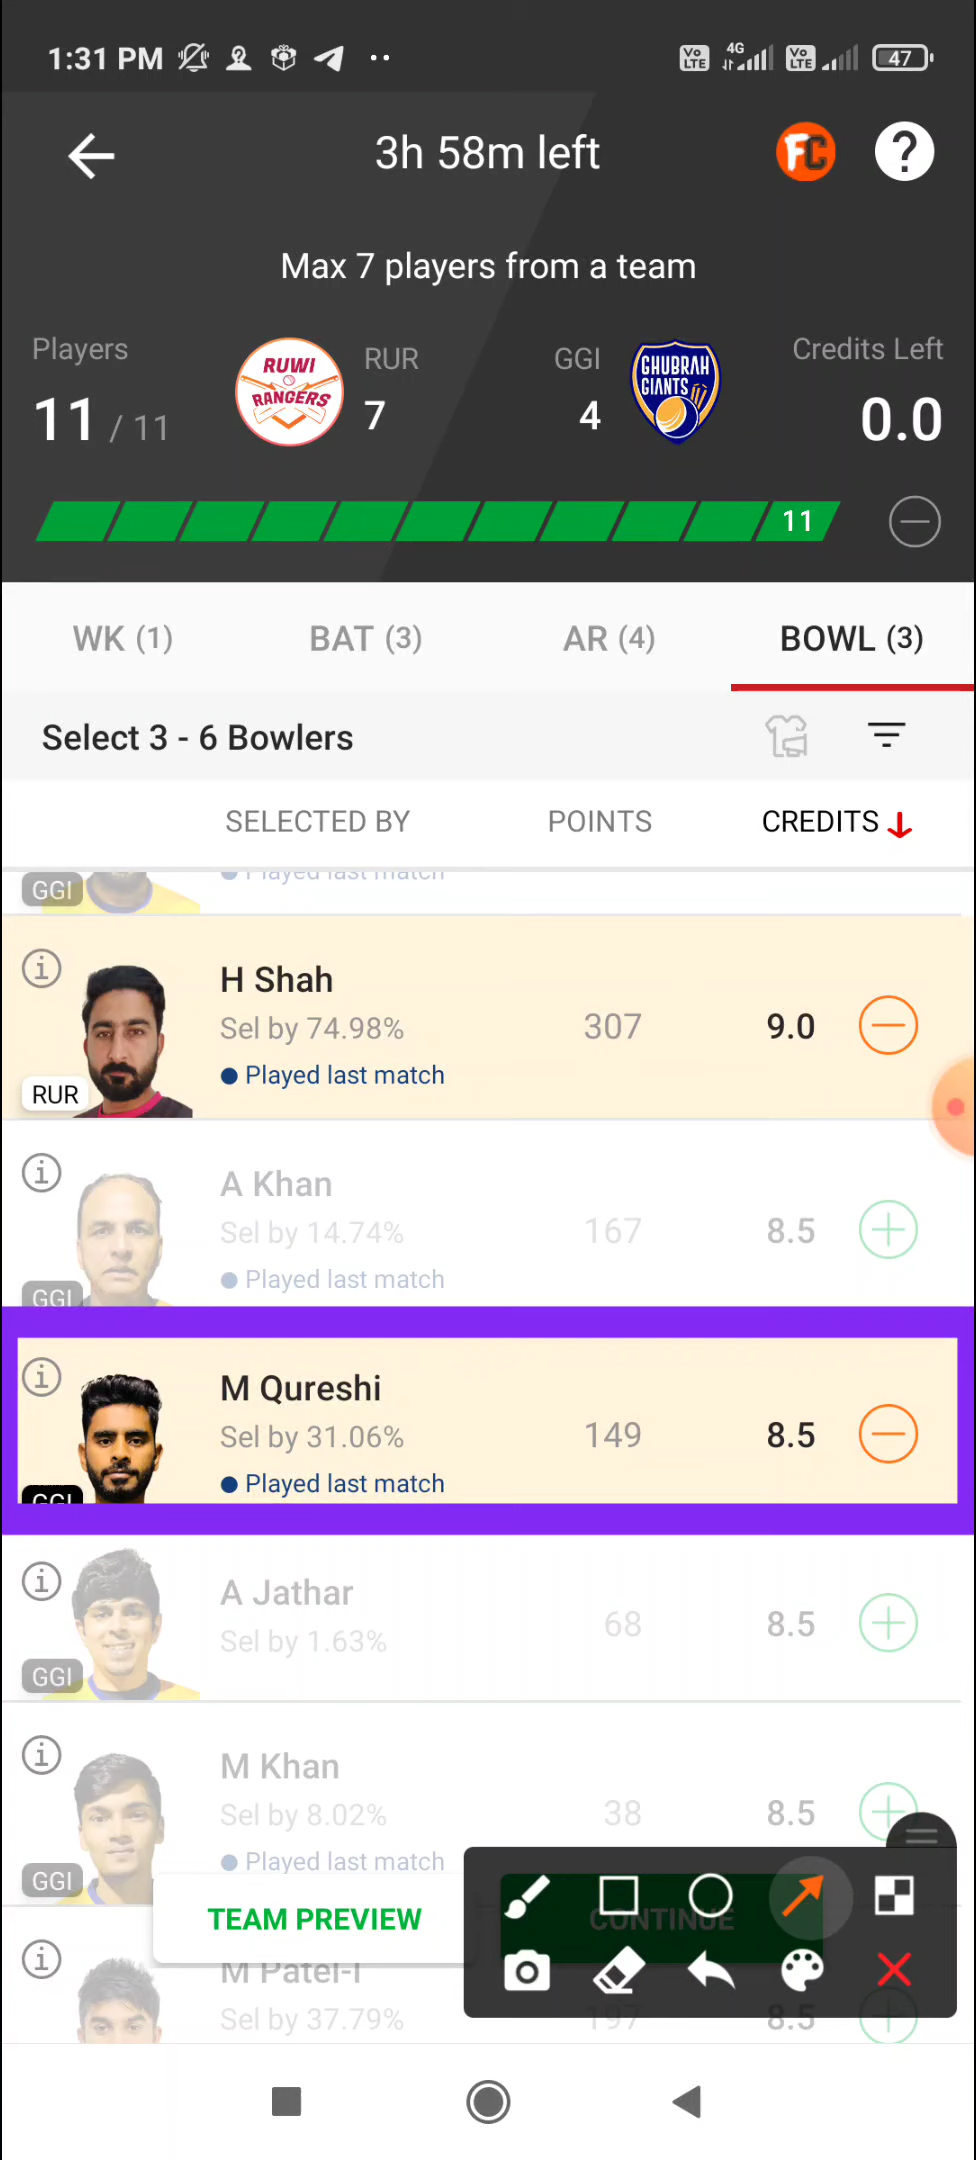 1:31 PM
Vo LTE 4G Vo LTE 47
3h 58m left
FC ?
Max 7 players from a team
Players RUR GGI Credits Left
RUWI RANGERS
GHUBRAH GIANTS
11 / 11 7 4 0.0
11
WK (1) BAT (3) AR (4) BOWL (3)
Select 3 - 6 Bowlers
SELECTED BY POINTS CREDITS
GGI Played last match
H Shah
Sel by 74.98% 307 9.0
Played last match
RUR
A Khan
Sel by 14.74% 167 8.5
Played last match
GGI
M Qureshi
Sel by 31.06% 149 8.5
Played last match
GGI
A Jathar
Sel by 1.63% 68 8.5
GGI
M Khan
Sel by 8.02% 38 8.5
Played last match
GGI
TEAM PREVIEW CONTINUE
M Patel-I
Sel by 37.79% 197 8.5